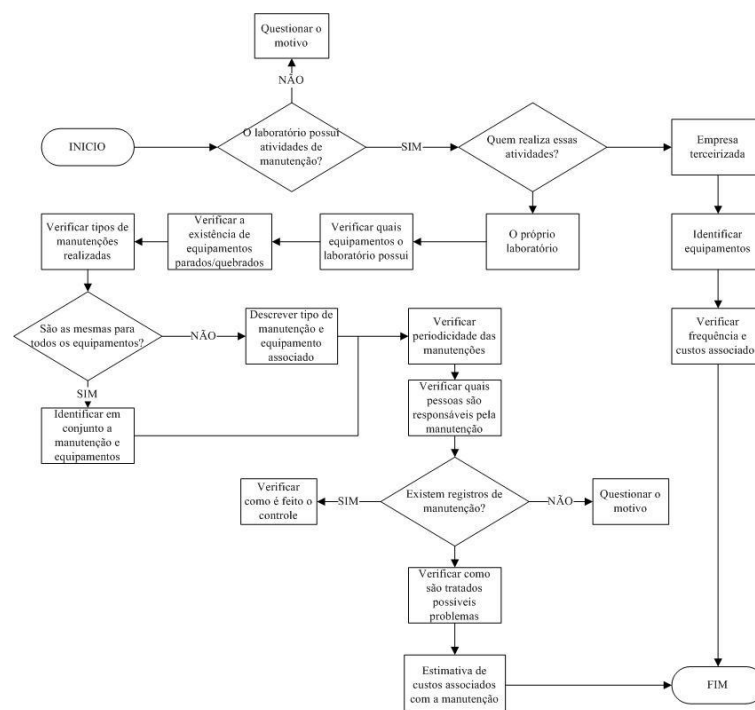 Questionar o
motivo
NÃO
INICIO
O laboratório possui
atividades de
manutenção?
SIM
Quem realiza essas
atividades?
Empresa
terceirizada
Verificar tipos de
manutenções
realizadas
Verificar a
existência de
equipamentos
parados/quebrados
Verificar quais
equipamentos o
laboratório possui
O próprio
laboratório
Identificar
equipamentos
São as mesmas para
todos os equipamentos?
NÃO
Descrever tipo de
manutenção e
equipamento
associado
Verificar
periodicidade das
manutenções
Verificar
frequência e
custos associado
SIM
Identificar em
conjunto a
manutenção e
equipamentos
Verificar quais
pessoas são
responsáveis pela
manutenção
Verificar
como é feito o
controle
SIM
Existem registros de
manutenção?
NÃO
Questionar o
motivo
Verificar como
são tratados
possíveis
problemas
Estimativa de
custos associados
com a manutenção
FIM